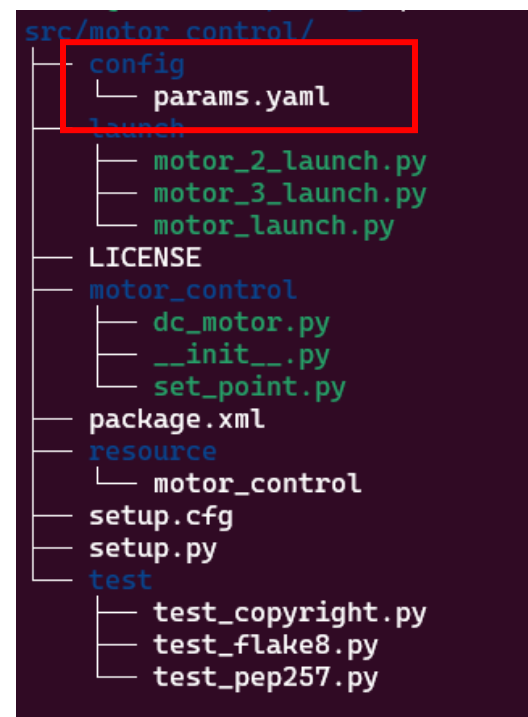 src/motor_control/
├── config
│   └── params.yaml
├── launch
│   ├── motor_2_launch.py
│   ├── motor_3_launch.py
│   └── motor_launch.py
├── LICENSE
├── motor_control
│   ├── dc_motor.py
│   ├── __init__.py
│   └── set_point.py
├── package.xml
├── resource
│   └── motor_control
├── setup.cfg
├── setup.py
└── test
    ├── test_copyright.py
    ├── test_flake8.py
    └── test_pep257.py